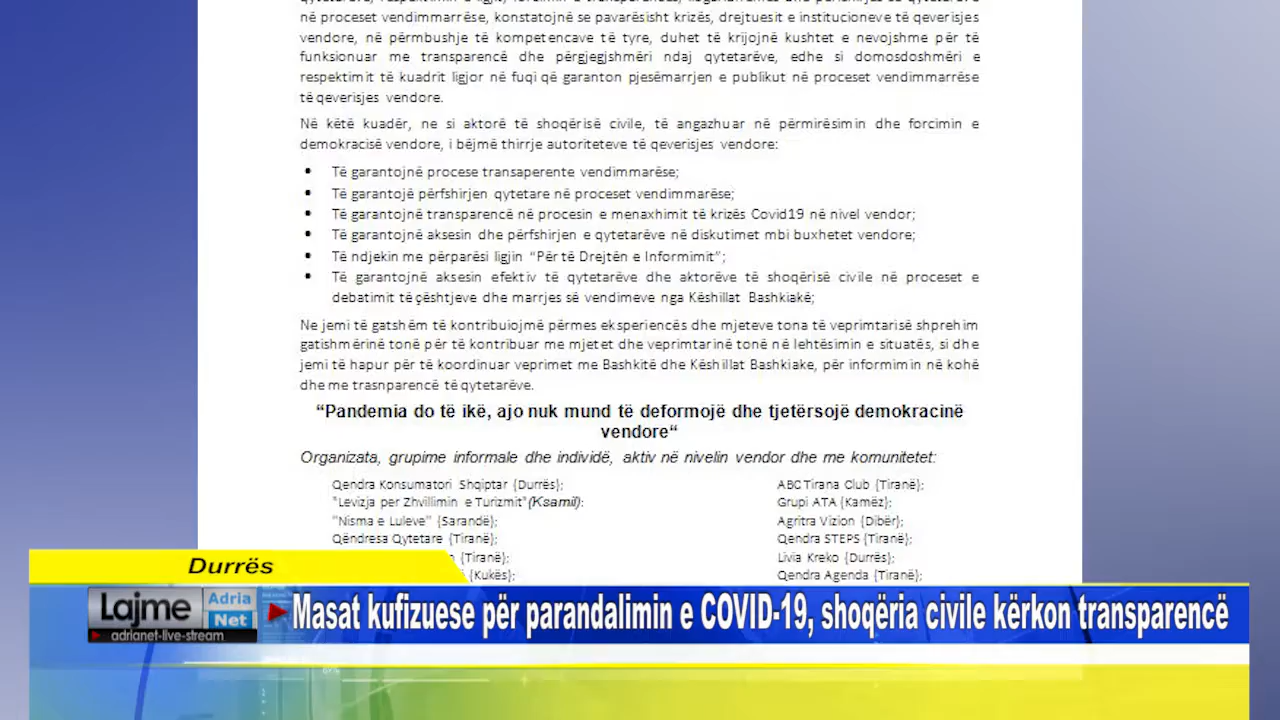 në proceset vendimmarrëse, konstatojnë se pavarësisht krizës, drejtuesit e institucioneve të qeverisjes
vendore, në përmbushje të kompetencave të tyre, duhet të krijojnë kushtet e nevojshme për të
funksionuar me transparencë dhe përgjegjshmëri ndaj qytetarëve, edhe si domosdoshmëri e
respektimit të kuadrit ligjor në fuqi që garanton pjesëmarrjen e publikut në proceset vendimmarrëse
të qeverisjes vendore.
Në këtë kuadër, ne si aktorë të shoqërisë civile, të angazhuar në përmirësimin dhe forcimin e
demokracisë vendore, i bëjmë thirrje autoriteteve të qeverisjes vendore:
• Të garantojnë procese transaperente vendimmarëse;
• Të garantojë përfshirjen qytetare në proceset vendimmarëse;
• Të garantojnë transparencë në procesin e menaxhimit të krizës Covid19 në nivel vendor;
• Të garantojnë aksesin dhe përfshirjen e qytetarëve në diskutimet mbi buxhetet vendore;
• Të ndjekin me përparësi ligjin “Për të Drejtën e Informimit”;
• Të garantojnë aksesin efektiv të qytetarëve dhe aktorëve të shoqërisë civile në proceset e
debatimit të çështjeve dhe marrjes së vendimeve nga Këshillat Bashkiakë;
Ne jemi të gatshëm të kontribuiojmë përmes eksperiencës dhe mjeteve tona të veprimtarisë shprehim
gatishmërinë tonë për të kontribuar me mjetet dhe veprimtarinë tonë në lehtësimin e situatës, si dhe
jemi të hapur për të koordinuar veprimet me Bashkitë dhe Këshillat Bashkiake, për informimin në kohë
dhe me trasnparencë të qytetarëve.
“Pandemia do të ikë, ajo nuk mund të deformojë dhe tjetërsojë demokracinë
vendore“
Organizata, grupime informale dhe individë, aktiv në nivelin vendor dhe me komunitetet:
Qendra Konsumatori Shqiptar {Durrës};
"Levizja per Zhvillimin e Turizmit"(Ksamil):
"Nisma e Luleve" {Sarandë};
Qëndresa Qytetare {Tiranë};
{Tiranë};
{Kukës};
ABC Tirana Club {Tiranë};
Grupi ATA {Kamëz};
Agritra Vizion {Dibër};
Qendra STEPS {Tiranë};
Livia Kreko {Durrës};
Qendra Agenda {Tiranë};
Durrës
Lajme
Adria
Net
adrianet-live-stream
Masat kufizuese për parandalimin e COVID-19, shoqëria civile kërkon transparencë